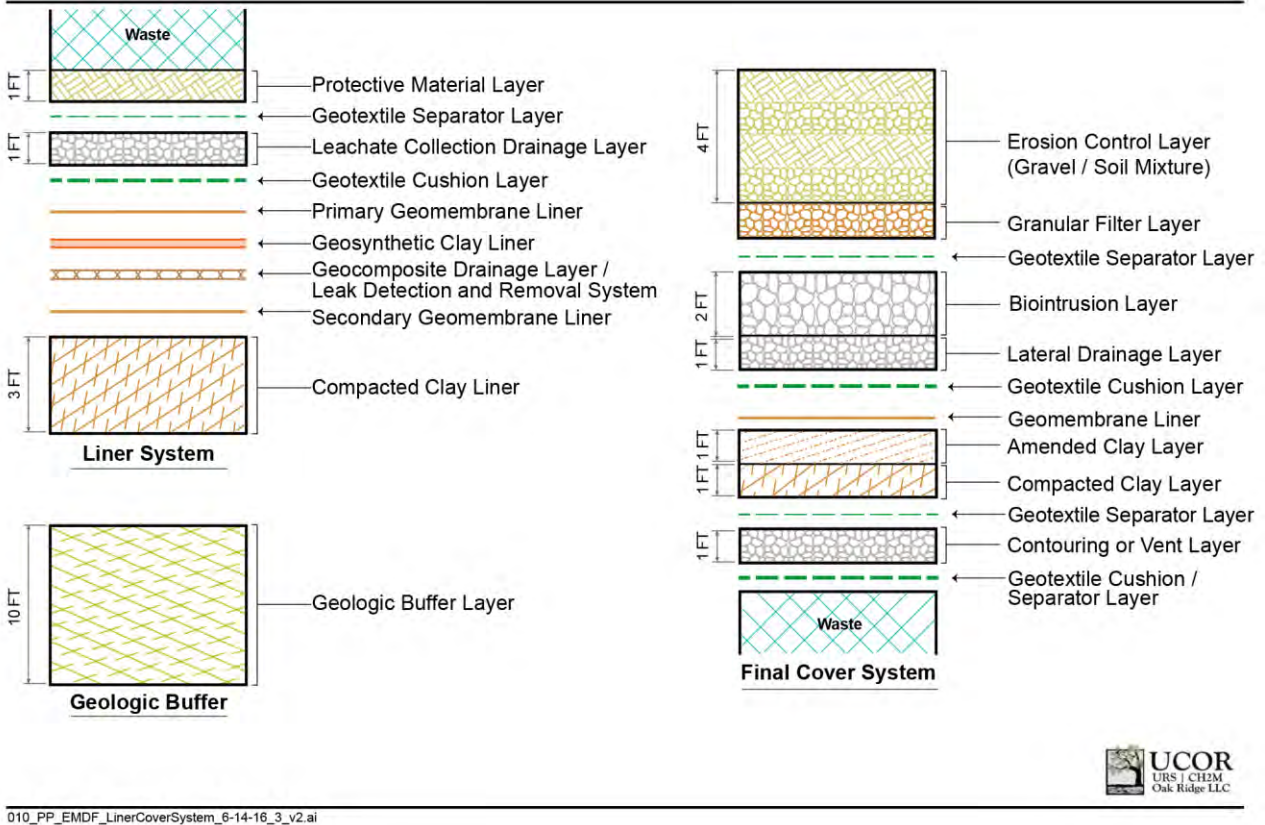 Waste
1 FT
Protective Material Layer
Geotextile Separator Layer
1 FT
Leachate Collection Drainage Layer
Geotextile Cushion Layer
Primary Geomembrane Liner
Geosynthetic Clay Liner
Geocomposite Drainage Layer /
Leak Detection and Removal System
Secondary Geomembrane Liner
3 FT
Compacted Clay Liner
Liner System
10 FT
Geologic Buffer Layer
Geologic Buffer
4 FT
Erosion Control Layer
(Gravel / Soil Mixture)
Granular Filter Layer
Geotextile Separator Layer
2 FT
Biointrusion Layer
1 FT
Lateral Drainage Layer
Geotextile Cushion Layer
Geomembrane Liner
1 FT
Amended Clay Layer
1 FT
Compacted Clay Layer
Geotextile Separator Layer
1 FT
Contouring or Vent Layer
Geotextile Cushion /
Separator Layer
Waste
Final Cover System
UCOR
URS | CH2M
Oak Ridge LLC
010_PP_EMDF_LinerCoverSystem_6-14-16_3_v2.ai